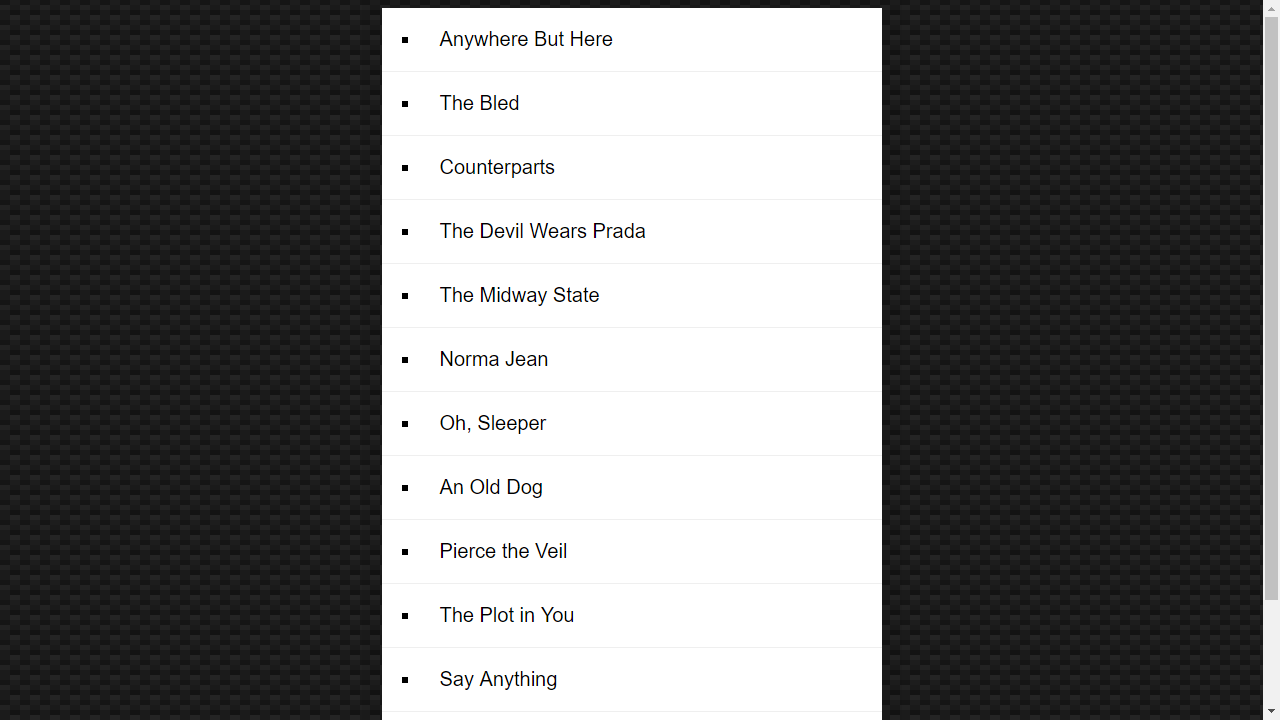 Anywhere But Here
The Bled
Counterparts
The Devil Wears Prada
The Midway State
Norma Jean
Oh, Sleeper
An Old Dog
Pierce the Veil
The Plot in You
Say Anything